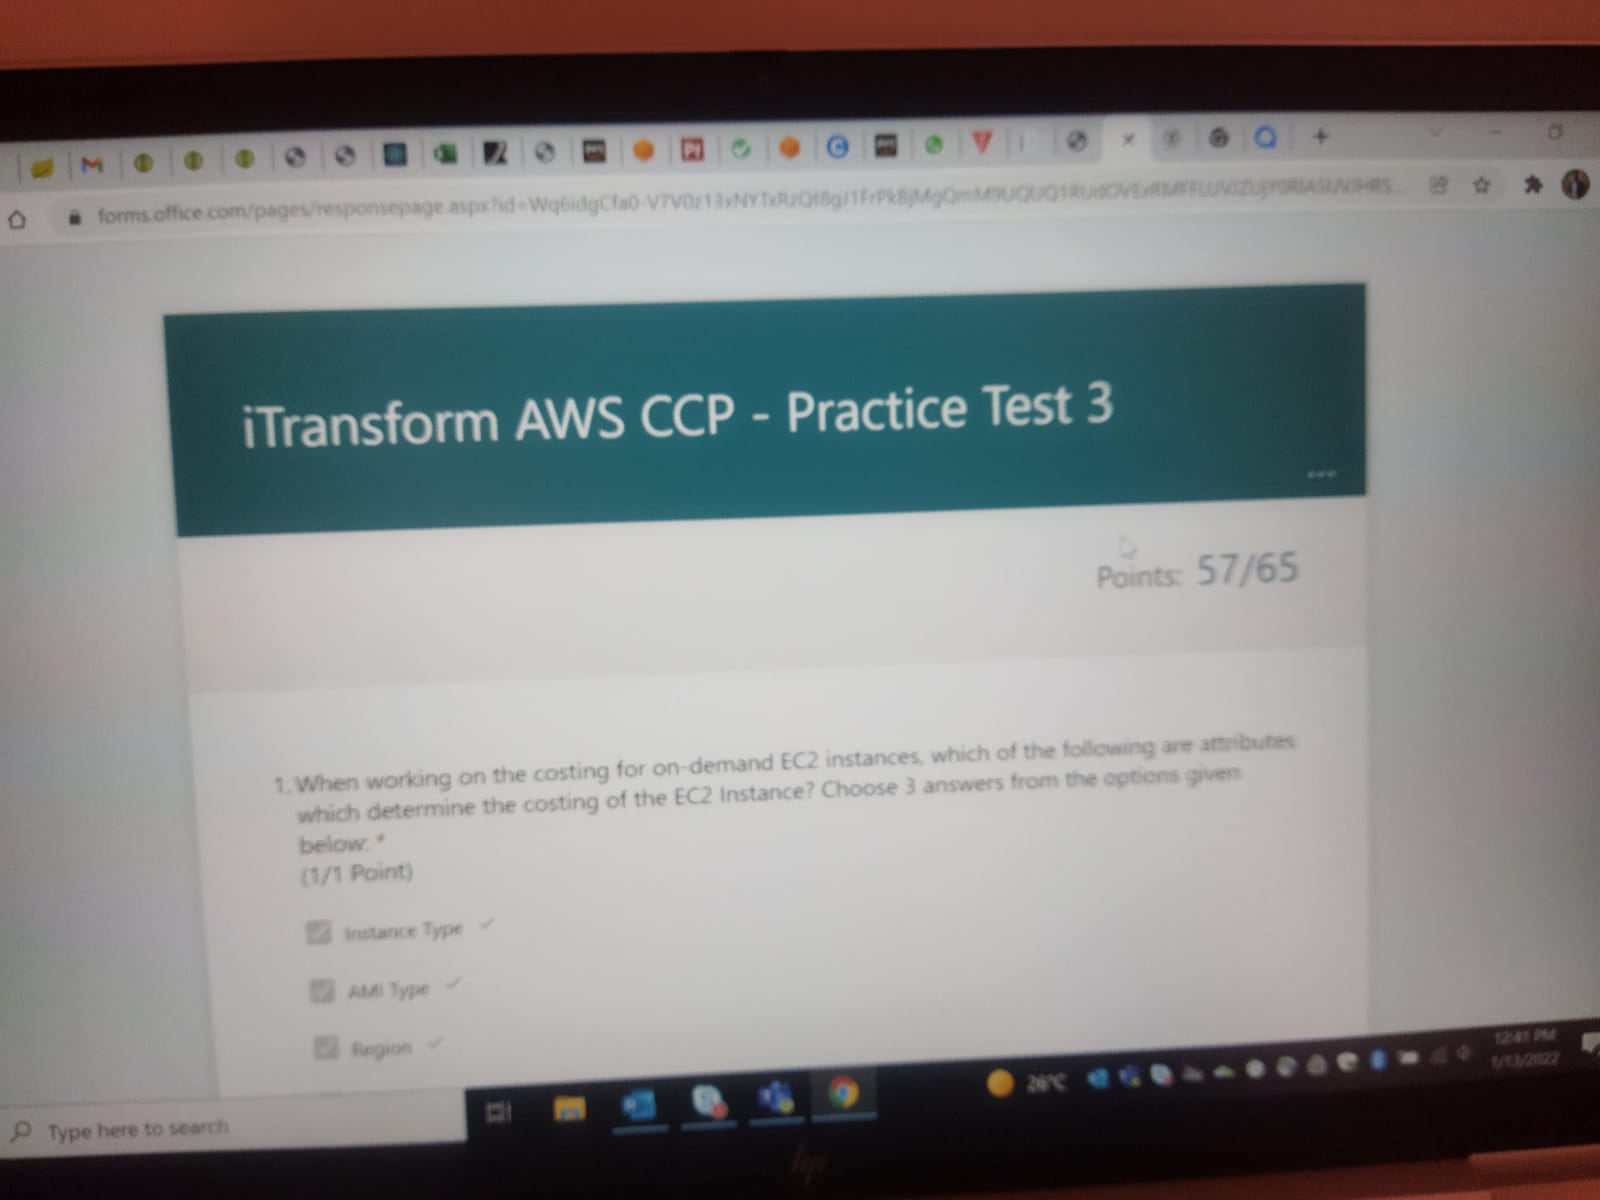 forms.office.com/pages/responsepage.aspx?id=
iTransform AWS CCP - Practice Test 3
Points: 57/65
1. When working on the costing for on-demand EC2 instances, which of the following are attributes
which determine the costing of the EC2 Instance? Choose 3 answers from the options given
below: *
(1/1 Point)
Instance Type
AMI Type
Region
Type here to search
26°C
12:41 PM
1/13/2022
hp